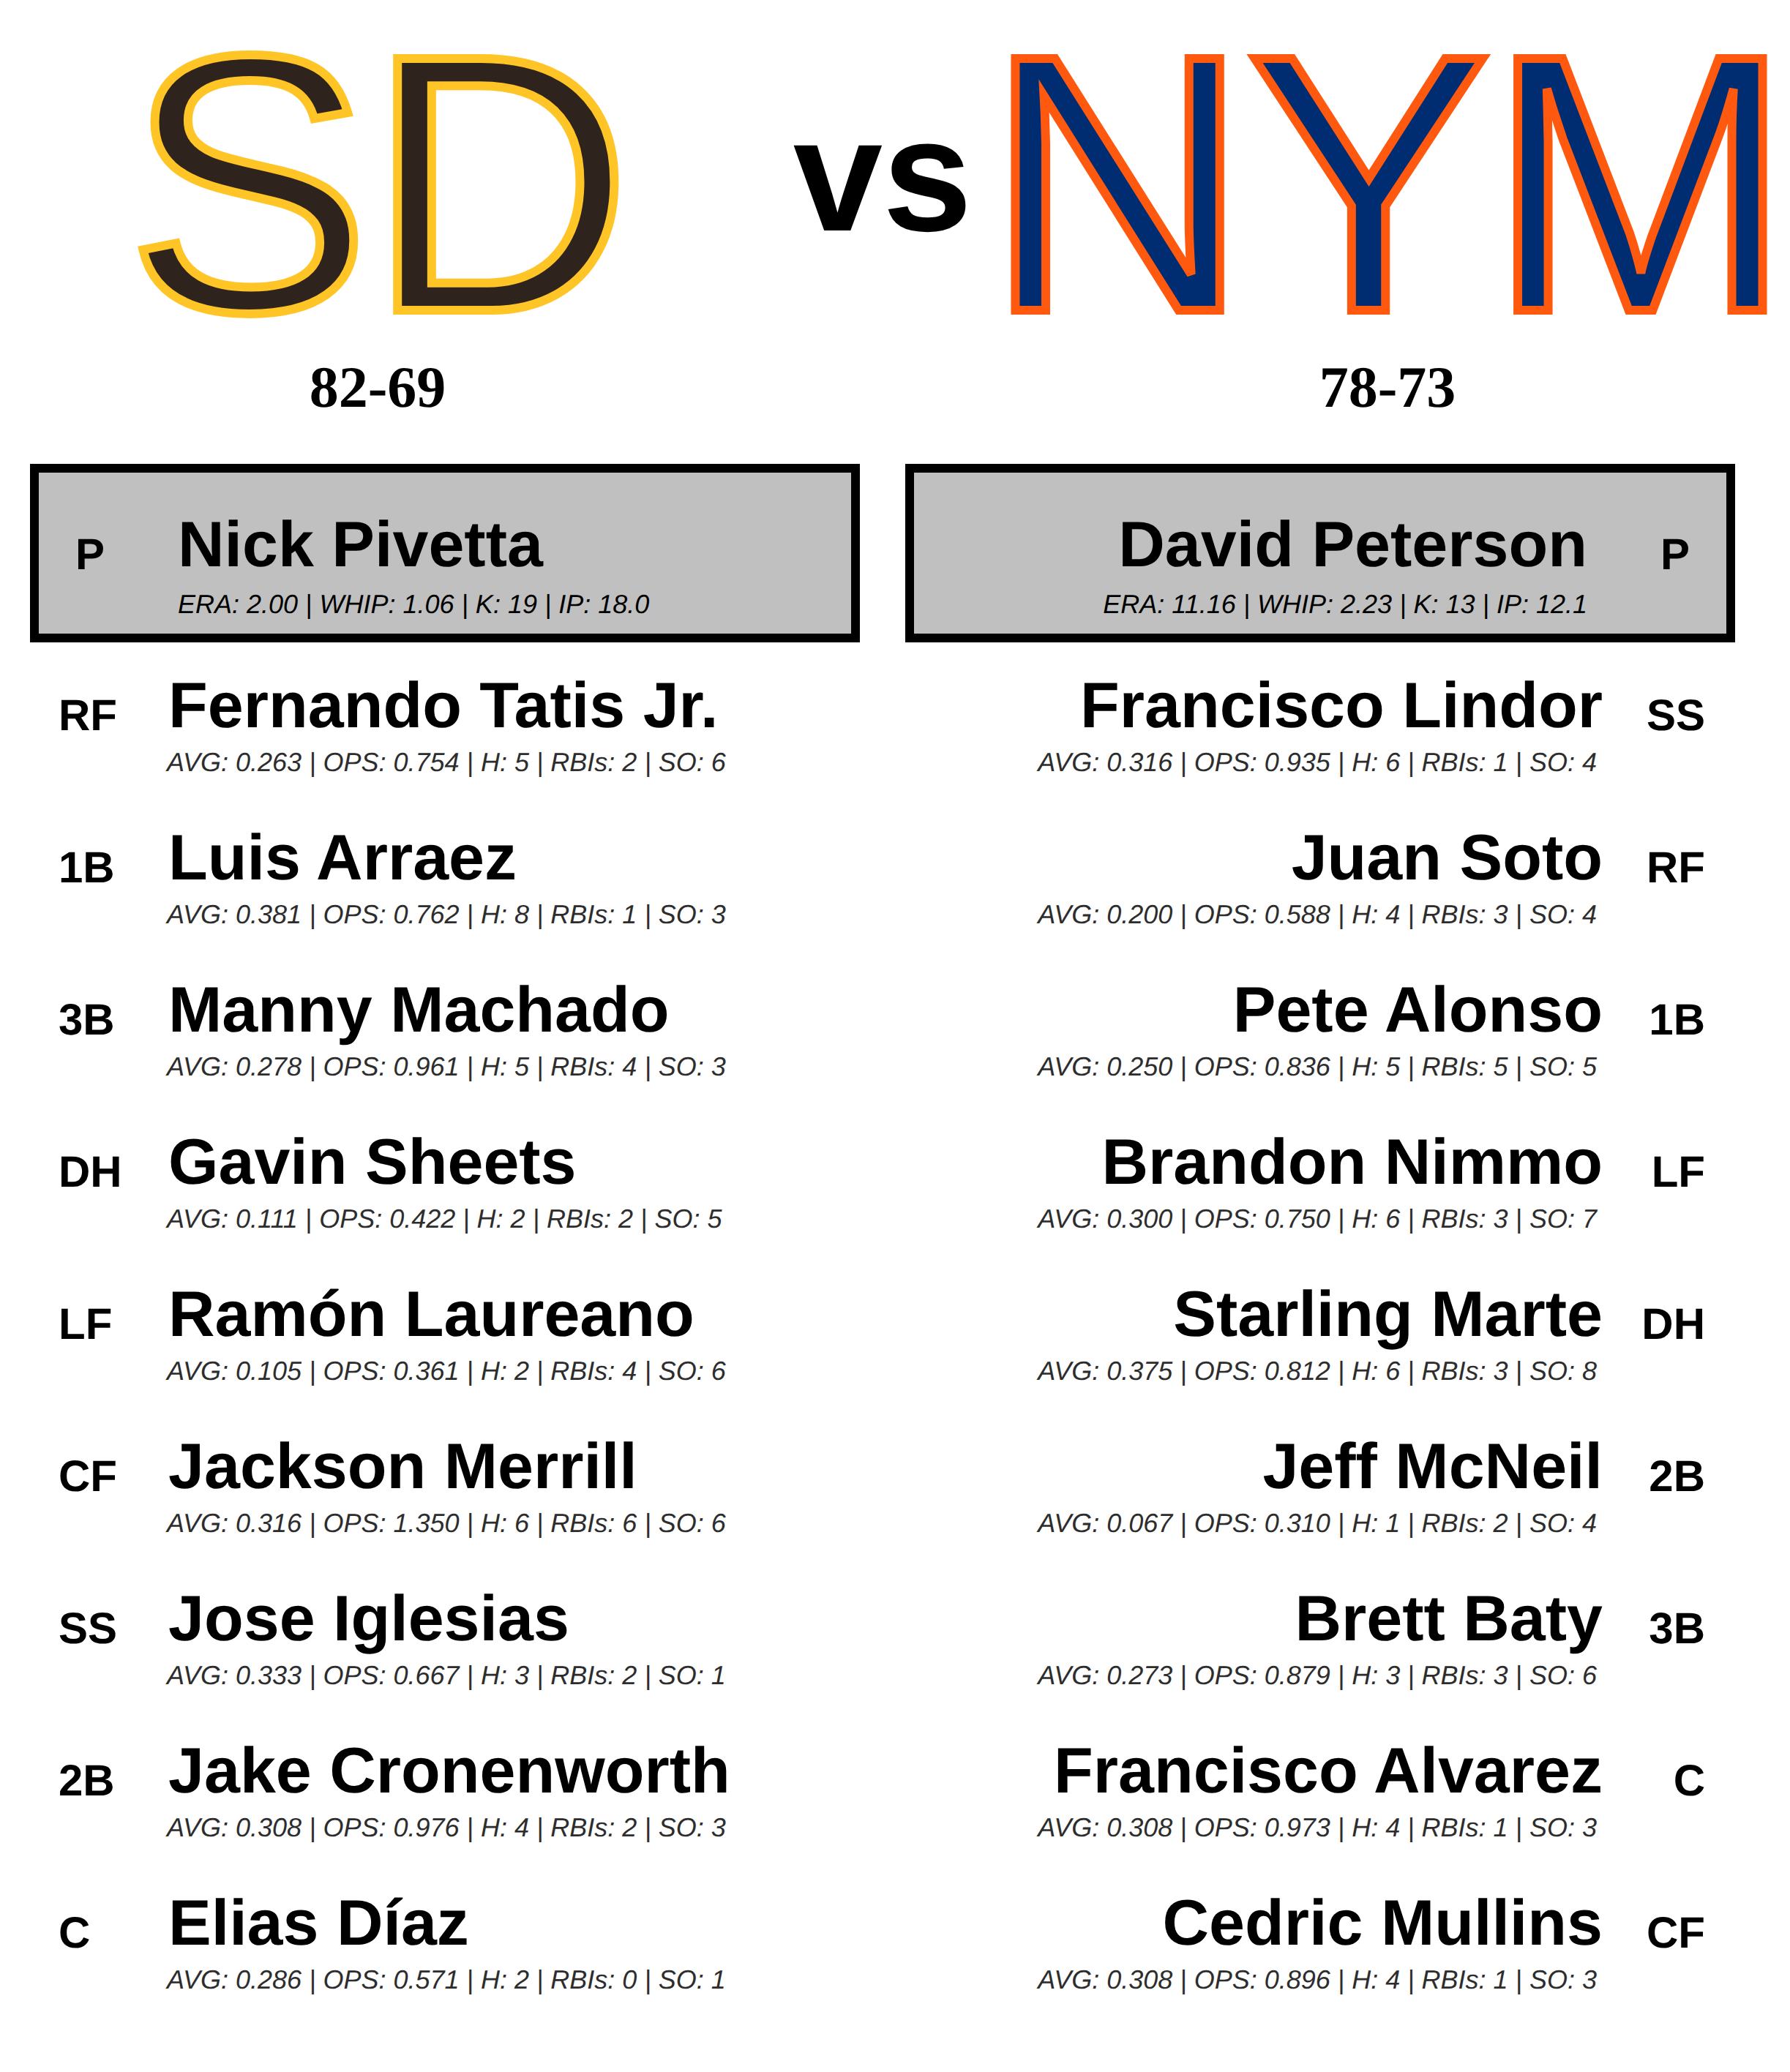 SD vs NYM
82-69
78-73
P Nick Pivetta
ERA: 2.00 | WHIP: 1.06 | K: 19 | IP: 18.0
David Peterson P
ERA: 11.16 | WHIP: 2.23 | K: 13 | IP: 12.1
RF Fernando Tatis Jr.
AVG: 0.263 | OPS: 0.754 | H: 5 | RBIs: 2 | SO: 6
1B Luis Arraez
AVG: 0.381 | OPS: 0.762 | H: 8 | RBIs: 1 | SO: 3
3B Manny Machado
AVG: 0.278 | OPS: 0.961 | H: 5 | RBIs: 4 | SO: 3
DH Gavin Sheets
AVG: 0.111 | OPS: 0.422 | H: 2 | RBIs: 2 | SO: 5
LF Ramón Laureano
AVG: 0.105 | OPS: 0.361 | H: 2 | RBIs: 4 | SO: 6
CF Jackson Merrill
AVG: 0.316 | OPS: 1.350 | H: 6 | RBIs: 6 | SO: 6
SS Jose Iglesias
AVG: 0.333 | OPS: 0.667 | H: 3 | RBIs: 2 | SO: 1
2B Jake Cronenworth
AVG: 0.308 | OPS: 0.976 | H: 4 | RBIs: 2 | SO: 3
C Elias Díaz
AVG: 0.286 | OPS: 0.571 | H: 2 | RBIs: 0 | SO: 1
Francisco Lindor SS
AVG: 0.316 | OPS: 0.935 | H: 6 | RBIs: 1 | SO: 4
Juan Soto RF
AVG: 0.200 | OPS: 0.588 | H: 4 | RBIs: 3 | SO: 4
Pete Alonso 1B
AVG: 0.250 | OPS: 0.836 | H: 5 | RBIs: 5 | SO: 5
Brandon Nimmo LF
AVG: 0.300 | OPS: 0.750 | H: 6 | RBIs: 3 | SO: 7
Starling Marte DH
AVG: 0.375 | OPS: 0.812 | H: 6 | RBIs: 3 | SO: 8
Jeff McNeil 2B
AVG: 0.067 | OPS: 0.310 | H: 1 | RBIs: 2 | SO: 4
Brett Baty 3B
AVG: 0.273 | OPS: 0.879 | H: 3 | RBIs: 3 | SO: 6
Francisco Alvarez C
AVG: 0.308 | OPS: 0.973 | H: 4 | RBIs: 1 | SO: 3
Cedric Mullins CF
AVG: 0.308 | OPS: 0.896 | H: 4 | RBIs: 1 | SO: 3